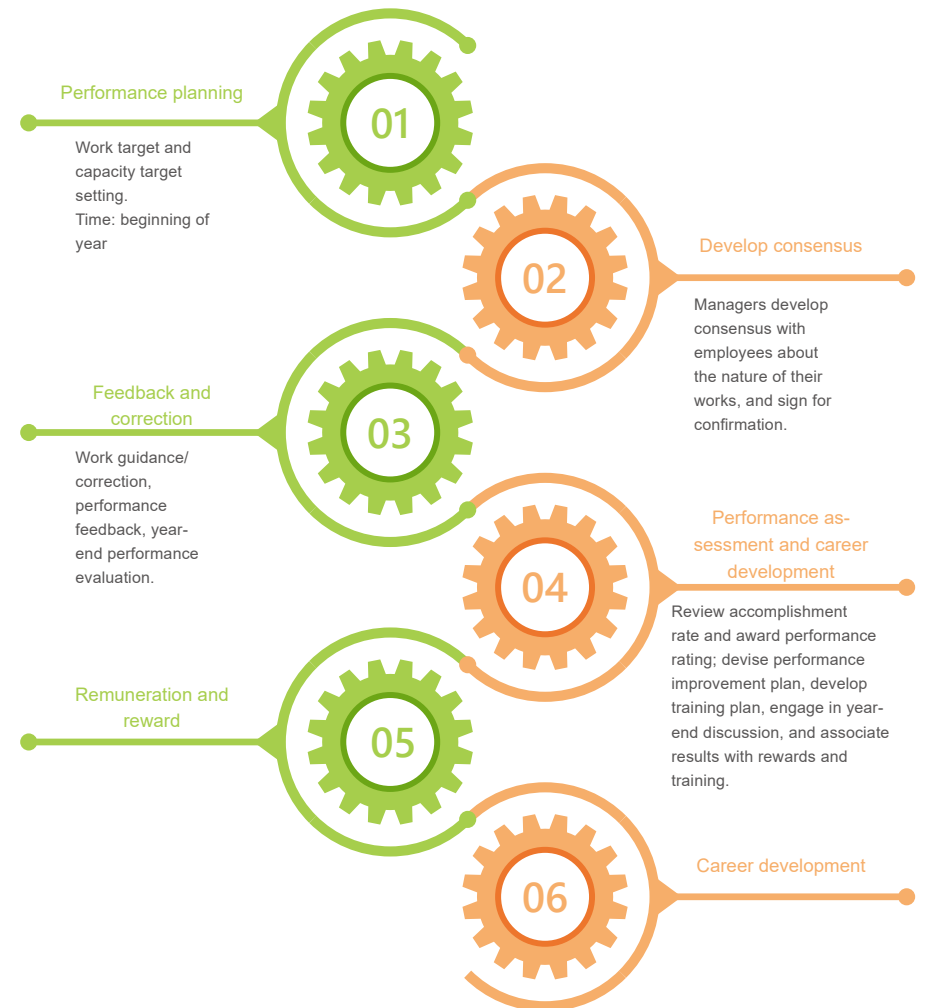 Performance planning
01
Work target and
capacity target
setting.
Time: beginning of
year
02
Develop consensus
Managers develop
consensus with
employees about
the nature of their
works, and sign for
confirmation.
Feedback and
correction
03
Work guidance/
correction,
performance
feedback, year-
end performance
evaluation.
04
Performance as-
sessment and career
development
Review accomplishment
rate and award performance
rating; devise performance
improvement plan, develop
training plan, engage in year-
end discussion, and associate
results with rewards and
training.
Remuneration and
reward
05
06
Career development